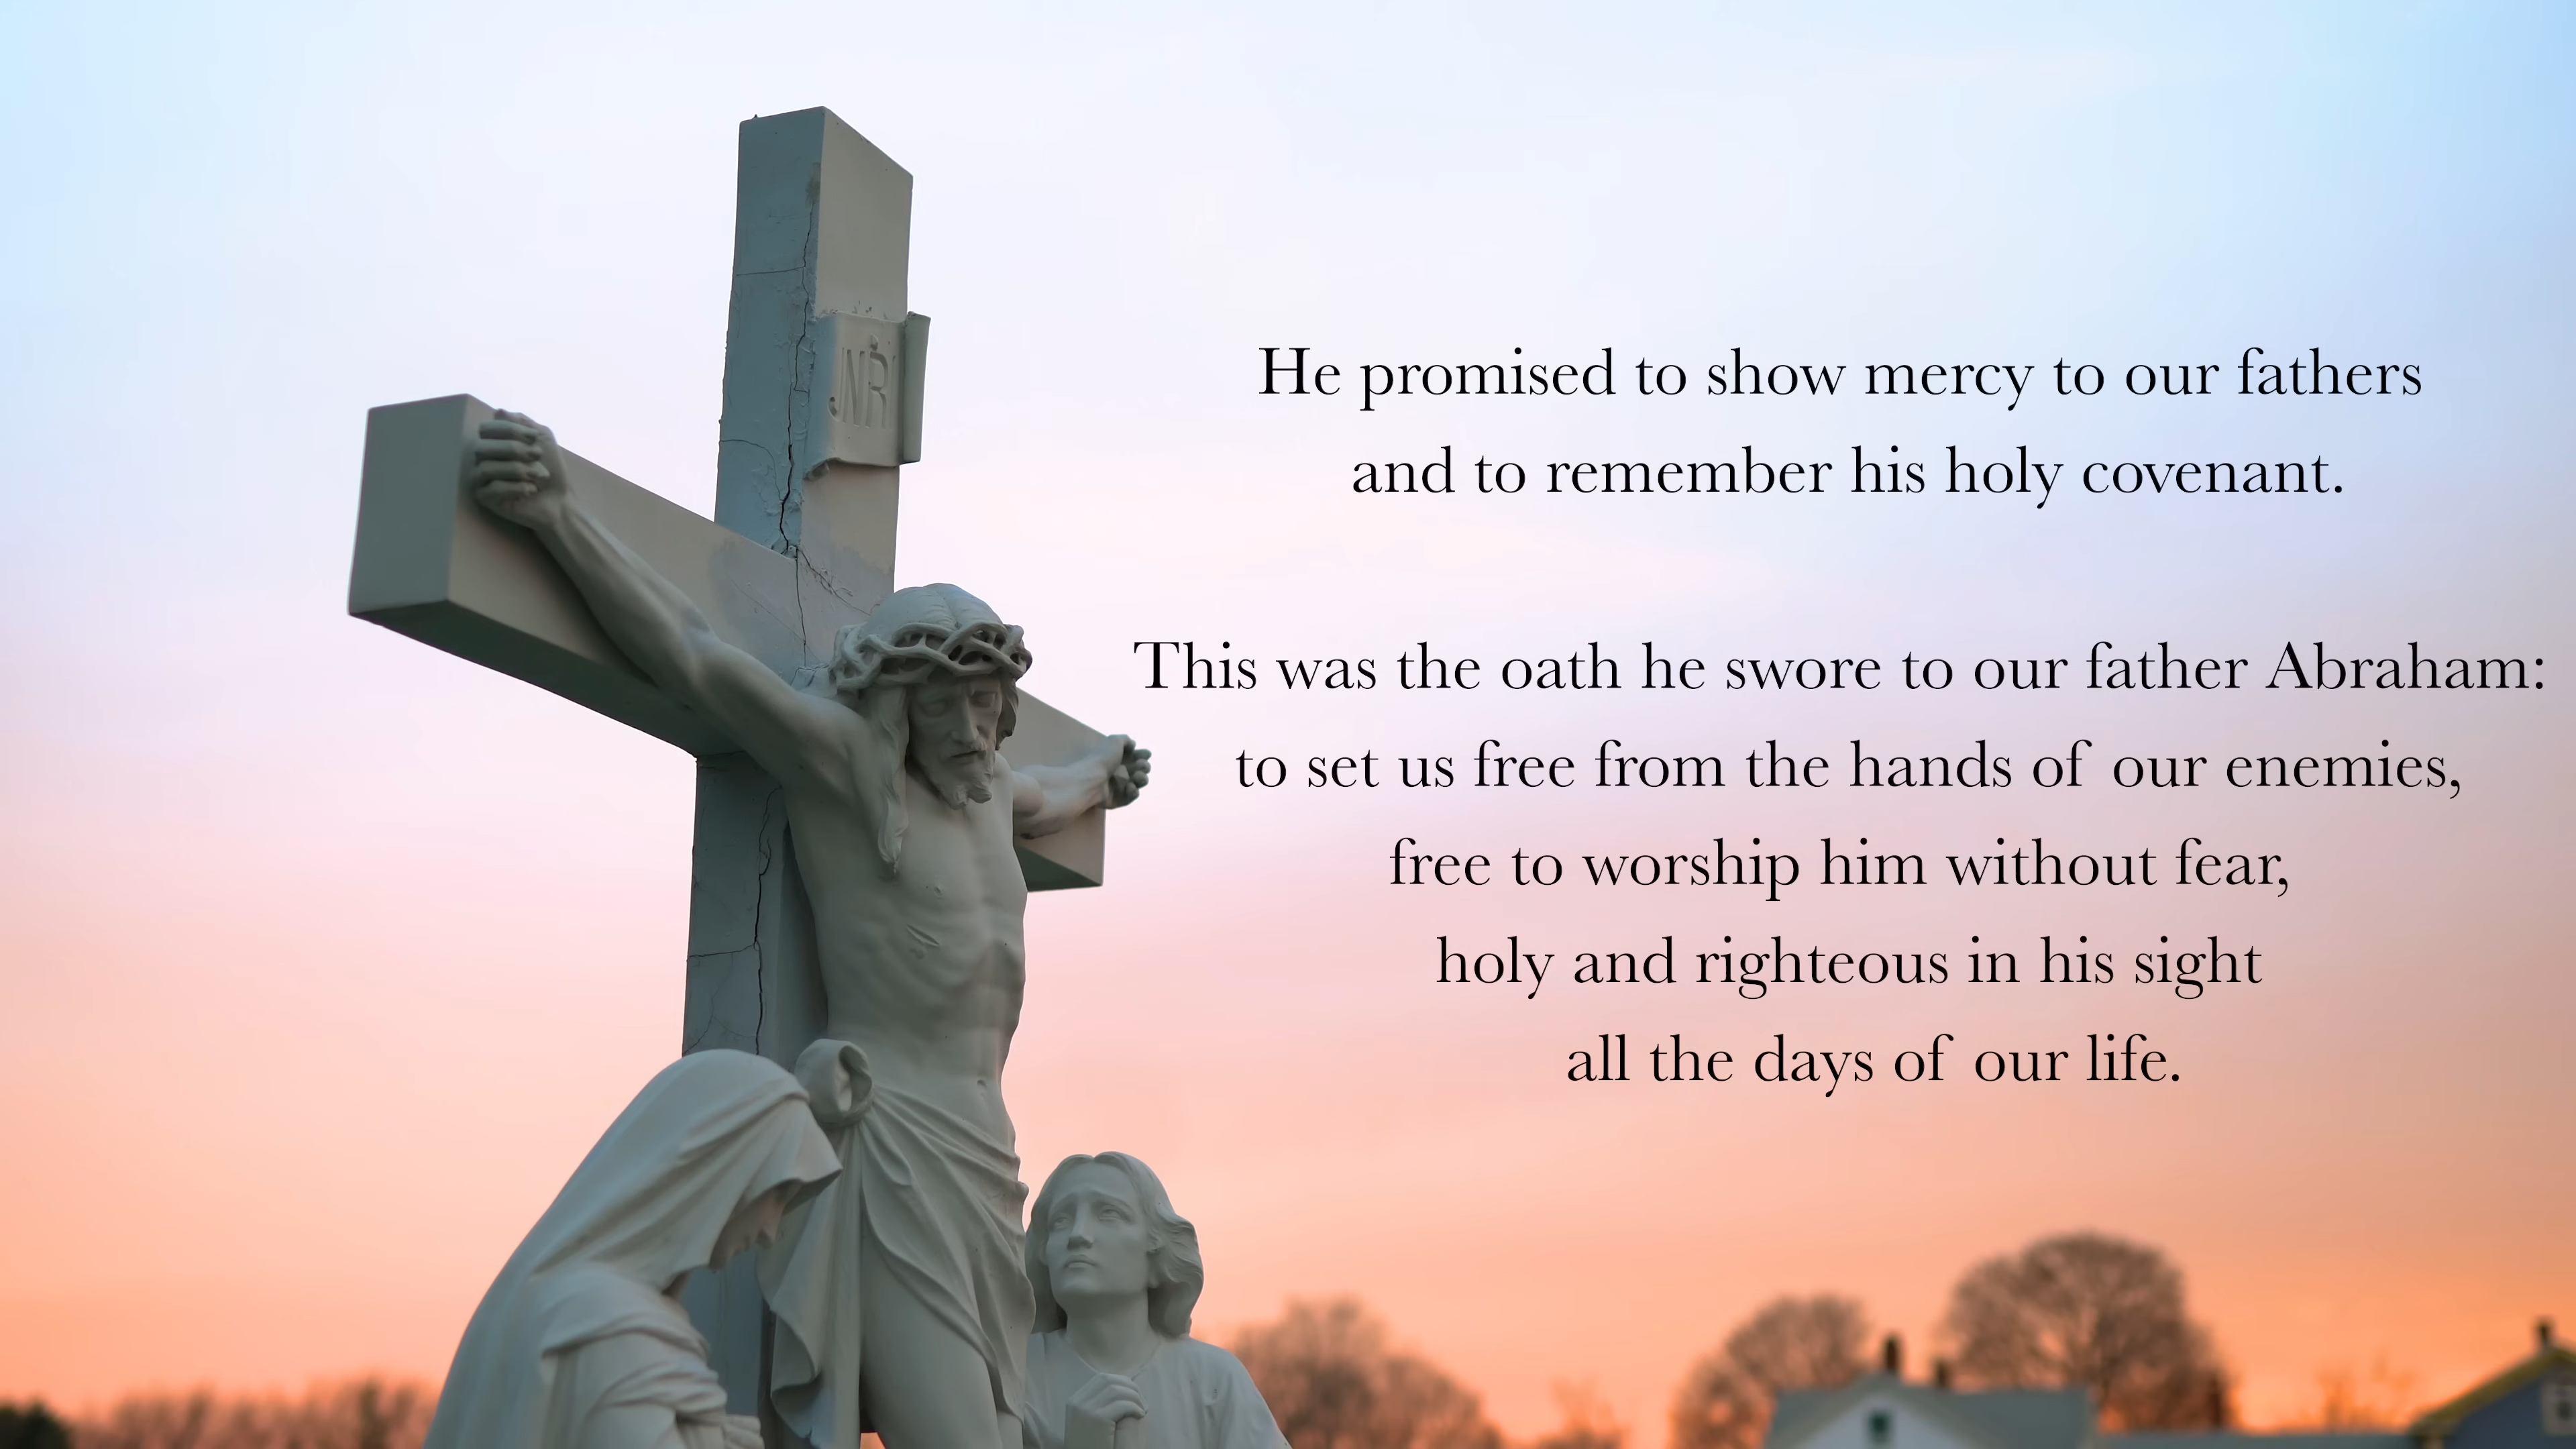 JNRI
He promised to show mercy to our fathers
and to remember his holy covenant.
This was the oath he swore to our father Abraham:
to set us free from the hands of our enemies,
free to worship him without fear,
holy and righteous in his sight
all the days of our life.